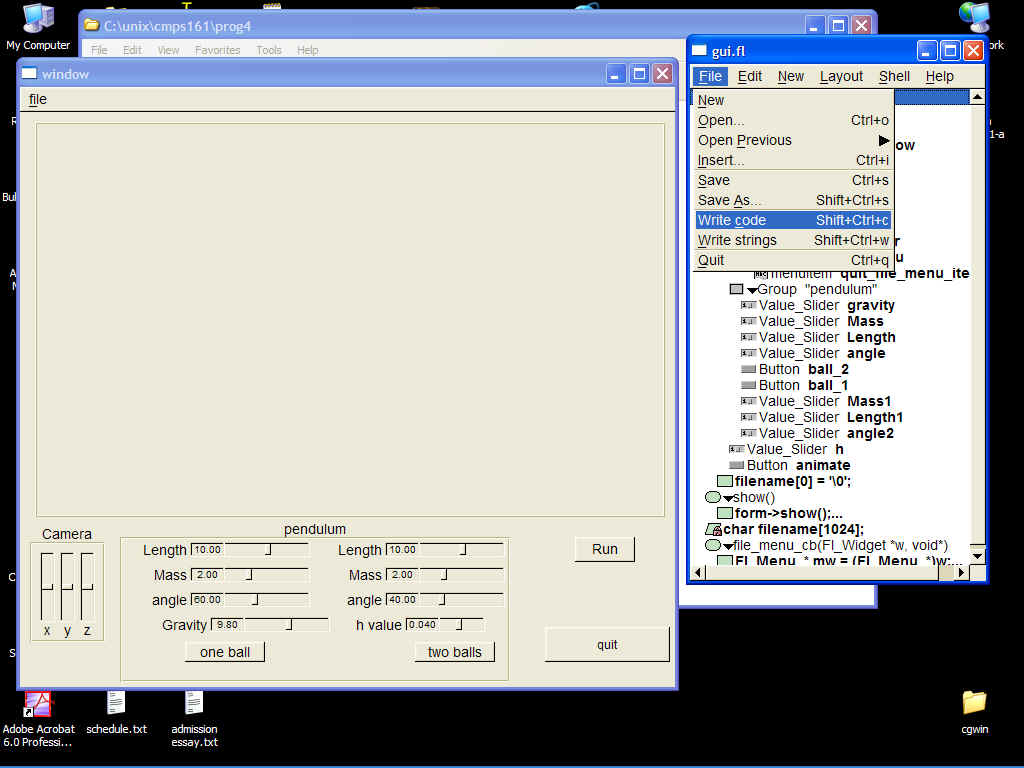 My Computer
C:\unix\cmps161\prog4
File Edit View Favorites Tools Help
window
file
Camera
x y z
pendulum
Length 10.00
Length 10.00
Mass 2.00
Mass 2.00
angle 60.00
angle 40.00
Gravity 9.80
h value 0.040
one ball
two balls
Run
quit
gui.fl
File Edit New Layout Shell Help
New
Open... Ctrl+o
Open Previous
Insert... Ctrl+i
Save Ctrl+s
Save As... Shift+Ctrl+s
Write code Shift+Ctrl+c
Write strings Shift+Ctrl+w
Quit Ctrl+q
ow
r
u
menuitem quit_file_menu_ite
Group "pendulum"
Value_Slider gravity
Value_Slider Mass
Value_Slider Length
Value_Slider angle
Button ball_2
Button ball_1
Value_Slider Mass1
Value_Slider Length1
Value_Slider angle2
Value_Slider h
Button animate
filename[0] = '\0';
show()
form->show();...
char filename[1024];
file_menu_cb(Fl_Widget *w, void*)
Fl_Menu_* mw = (Fl_Menu_*)w;...
ork
1-a
Bul
Adobe Acrobat
6.0 Professi...
schedule.txt
admission
essay.txt
cgwin